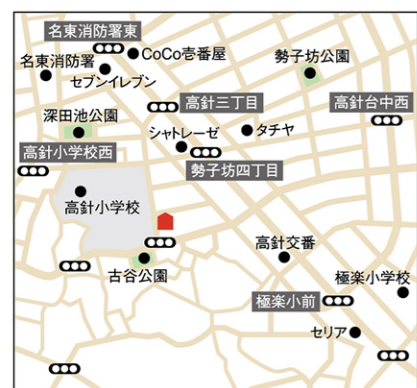 名東消防署東
CoCo壱番屋
名東消防署
セブンイレブン
勢子坊公園
高針三丁目
高針台中西
深田池公園
シャトレーゼ
タチヤ
高針小学校西
勢子坊四丁目
高針小学校
高針交番
古谷公園
極楽小学校
極楽小前
セリア